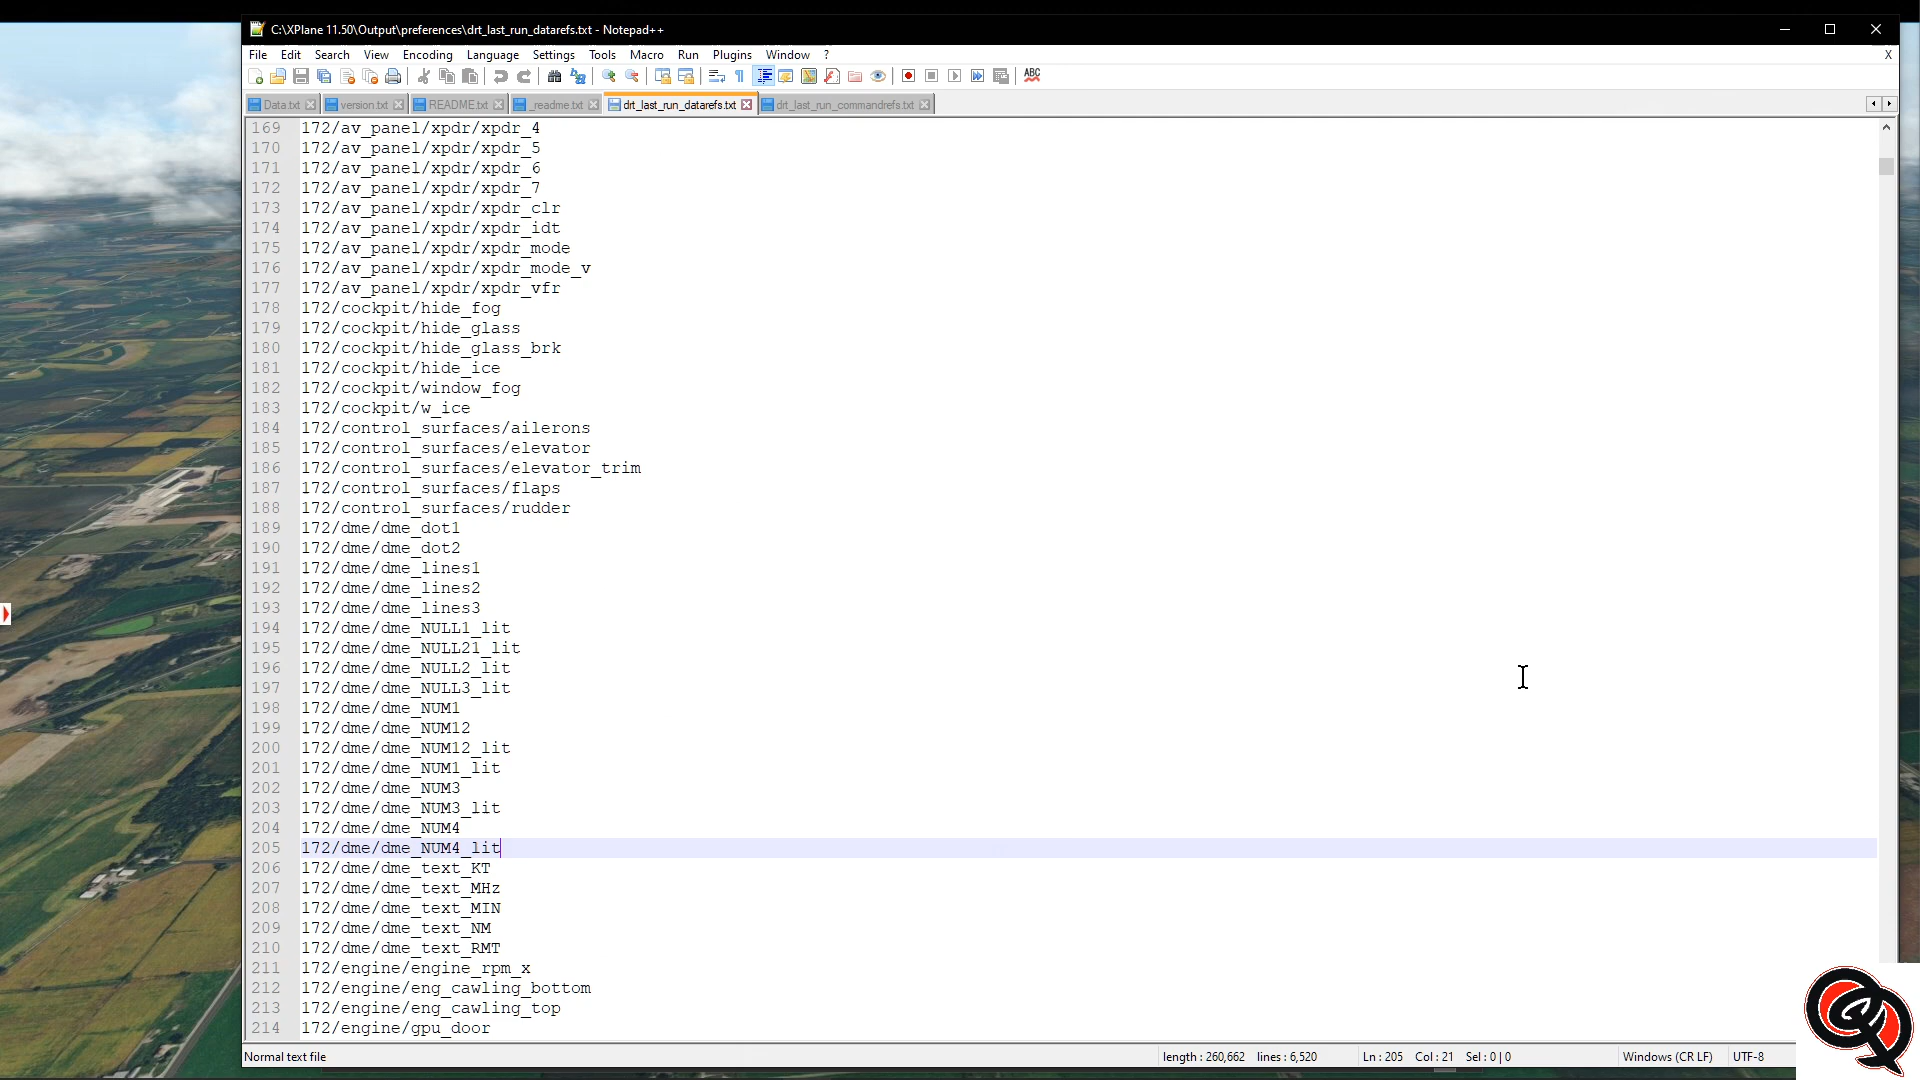 C:\XPlane 11.50\Output\preferences\drt_last_run_datarefs.txt - Notepad++
File Edit Search View Encoding Language Settings Tools Macro Run Plugins Window ? X
ABC
Data.txt version.txt README.txt _readme.txt drt_last_run_datarefs.txt drt_last_run_commandrefs.txt
169 172/av_panel/xpdr/xpdr_4
170 172/av_panel/xpdr/xpdr_5
171 172/av_panel/xpdr/xpdr_6
172 172/av_panel/xpdr/xpdr_7
173 172/av_panel/xpdr/xpdr_clr
174 172/av_panel/xpdr/xpdr_idt
175 172/av_panel/xpdr/xpdr_mode
176 172/av_panel/xpdr/xpdr_mode_v
177 172/av_panel/xpdr/xpdr_vfr
178 172/cockpit/hide_fog
179 172/cockpit/hide_glass
180 172/cockpit/hide_glass_brk
181 172/cockpit/hide_ice
182 172/cockpit/window_fog
183 172/cockpit/w_ice
184 172/control_surfaces/ailerons
185 172/control_surfaces/elevator
186 172/control_surfaces/elevator_trim
187 172/control_surfaces/flaps
188 172/control_surfaces/rudder
189 172/dme/dme_dot1
190 172/dme/dme_dot2
191 172/dme/dme_lines1
192 172/dme/dme_lines2
193 172/dme/dme_lines3
194 172/dme/dme_NULL1_lit
195 172/dme/dme_NULL21_lit
196 172/dme/dme_NULL2_lit
197 172/dme/dme_NULL3_lit
198 172/dme/dme_NUM1
199 172/dme/dme_NUM12
200 172/dme/dme_NUM12_lit
201 172/dme/dme_NUM1_lit
202 172/dme/dme_NUM3
203 172/dme/dme_NUM3_lit
204 172/dme/dme_NUM4
205 172/dme/dme_NUM4_lit
206 172/dme/dme_text_KT
207 172/dme/dme_text_MHz
208 172/dme/dme_text_MIN
209 172/dme/dme_text_NM
210 172/dme/dme_text_RMT
211 172/engine/engine_rpm_x
212 172/engine/eng_cawling_bottom
213 172/engine/eng_cawling_top
214 172/engine/gpu_door
Normal text file length : 260,662 lines : 6,520 Ln : 205 Col : 21 Sel : 0 | 0 Windows (CR LF) UTF-8